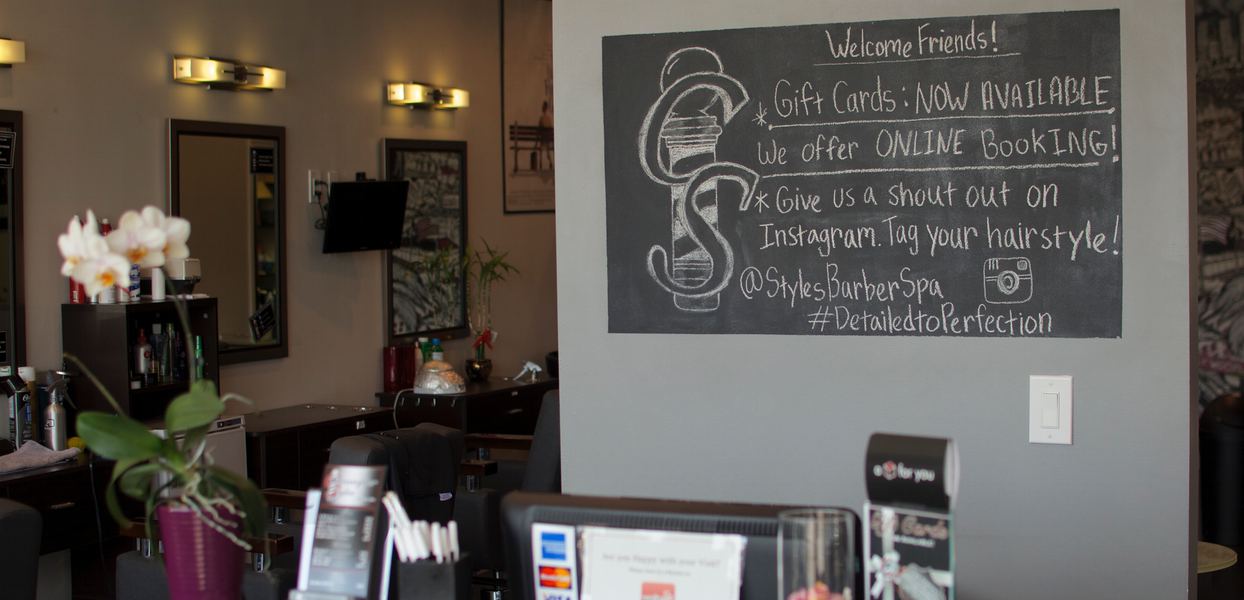 Welcome Friends!
* Gift Cards: NOW AVAILABLE
We offer ONLINE BooKING!
* Give us a shout out on
Instagram. Tag your hairstyle!
@StylesBarberSpa
#DetailedtoPerfection
for you
Are you Happy with your Visit?
VISA